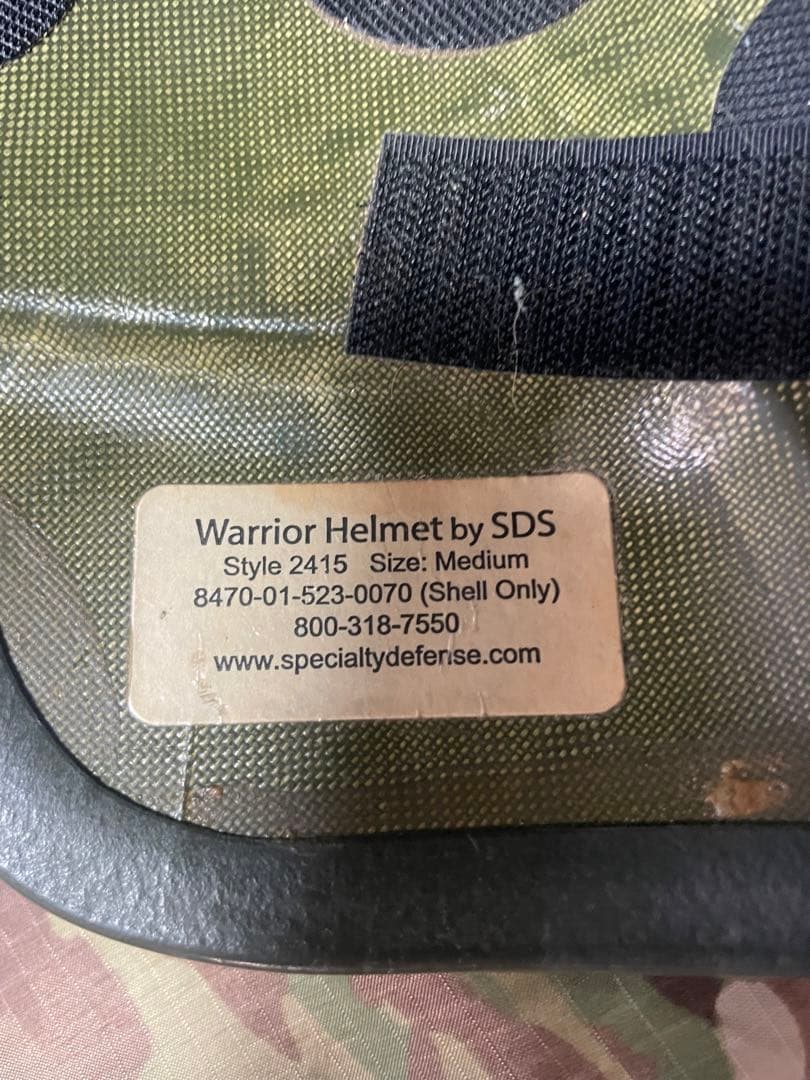 Warrior Helmet by SDS
Style 2415 Size: Medium
8470-01-523-0070 (Shell Only)
800-318-7550
www.specialtydefense.com